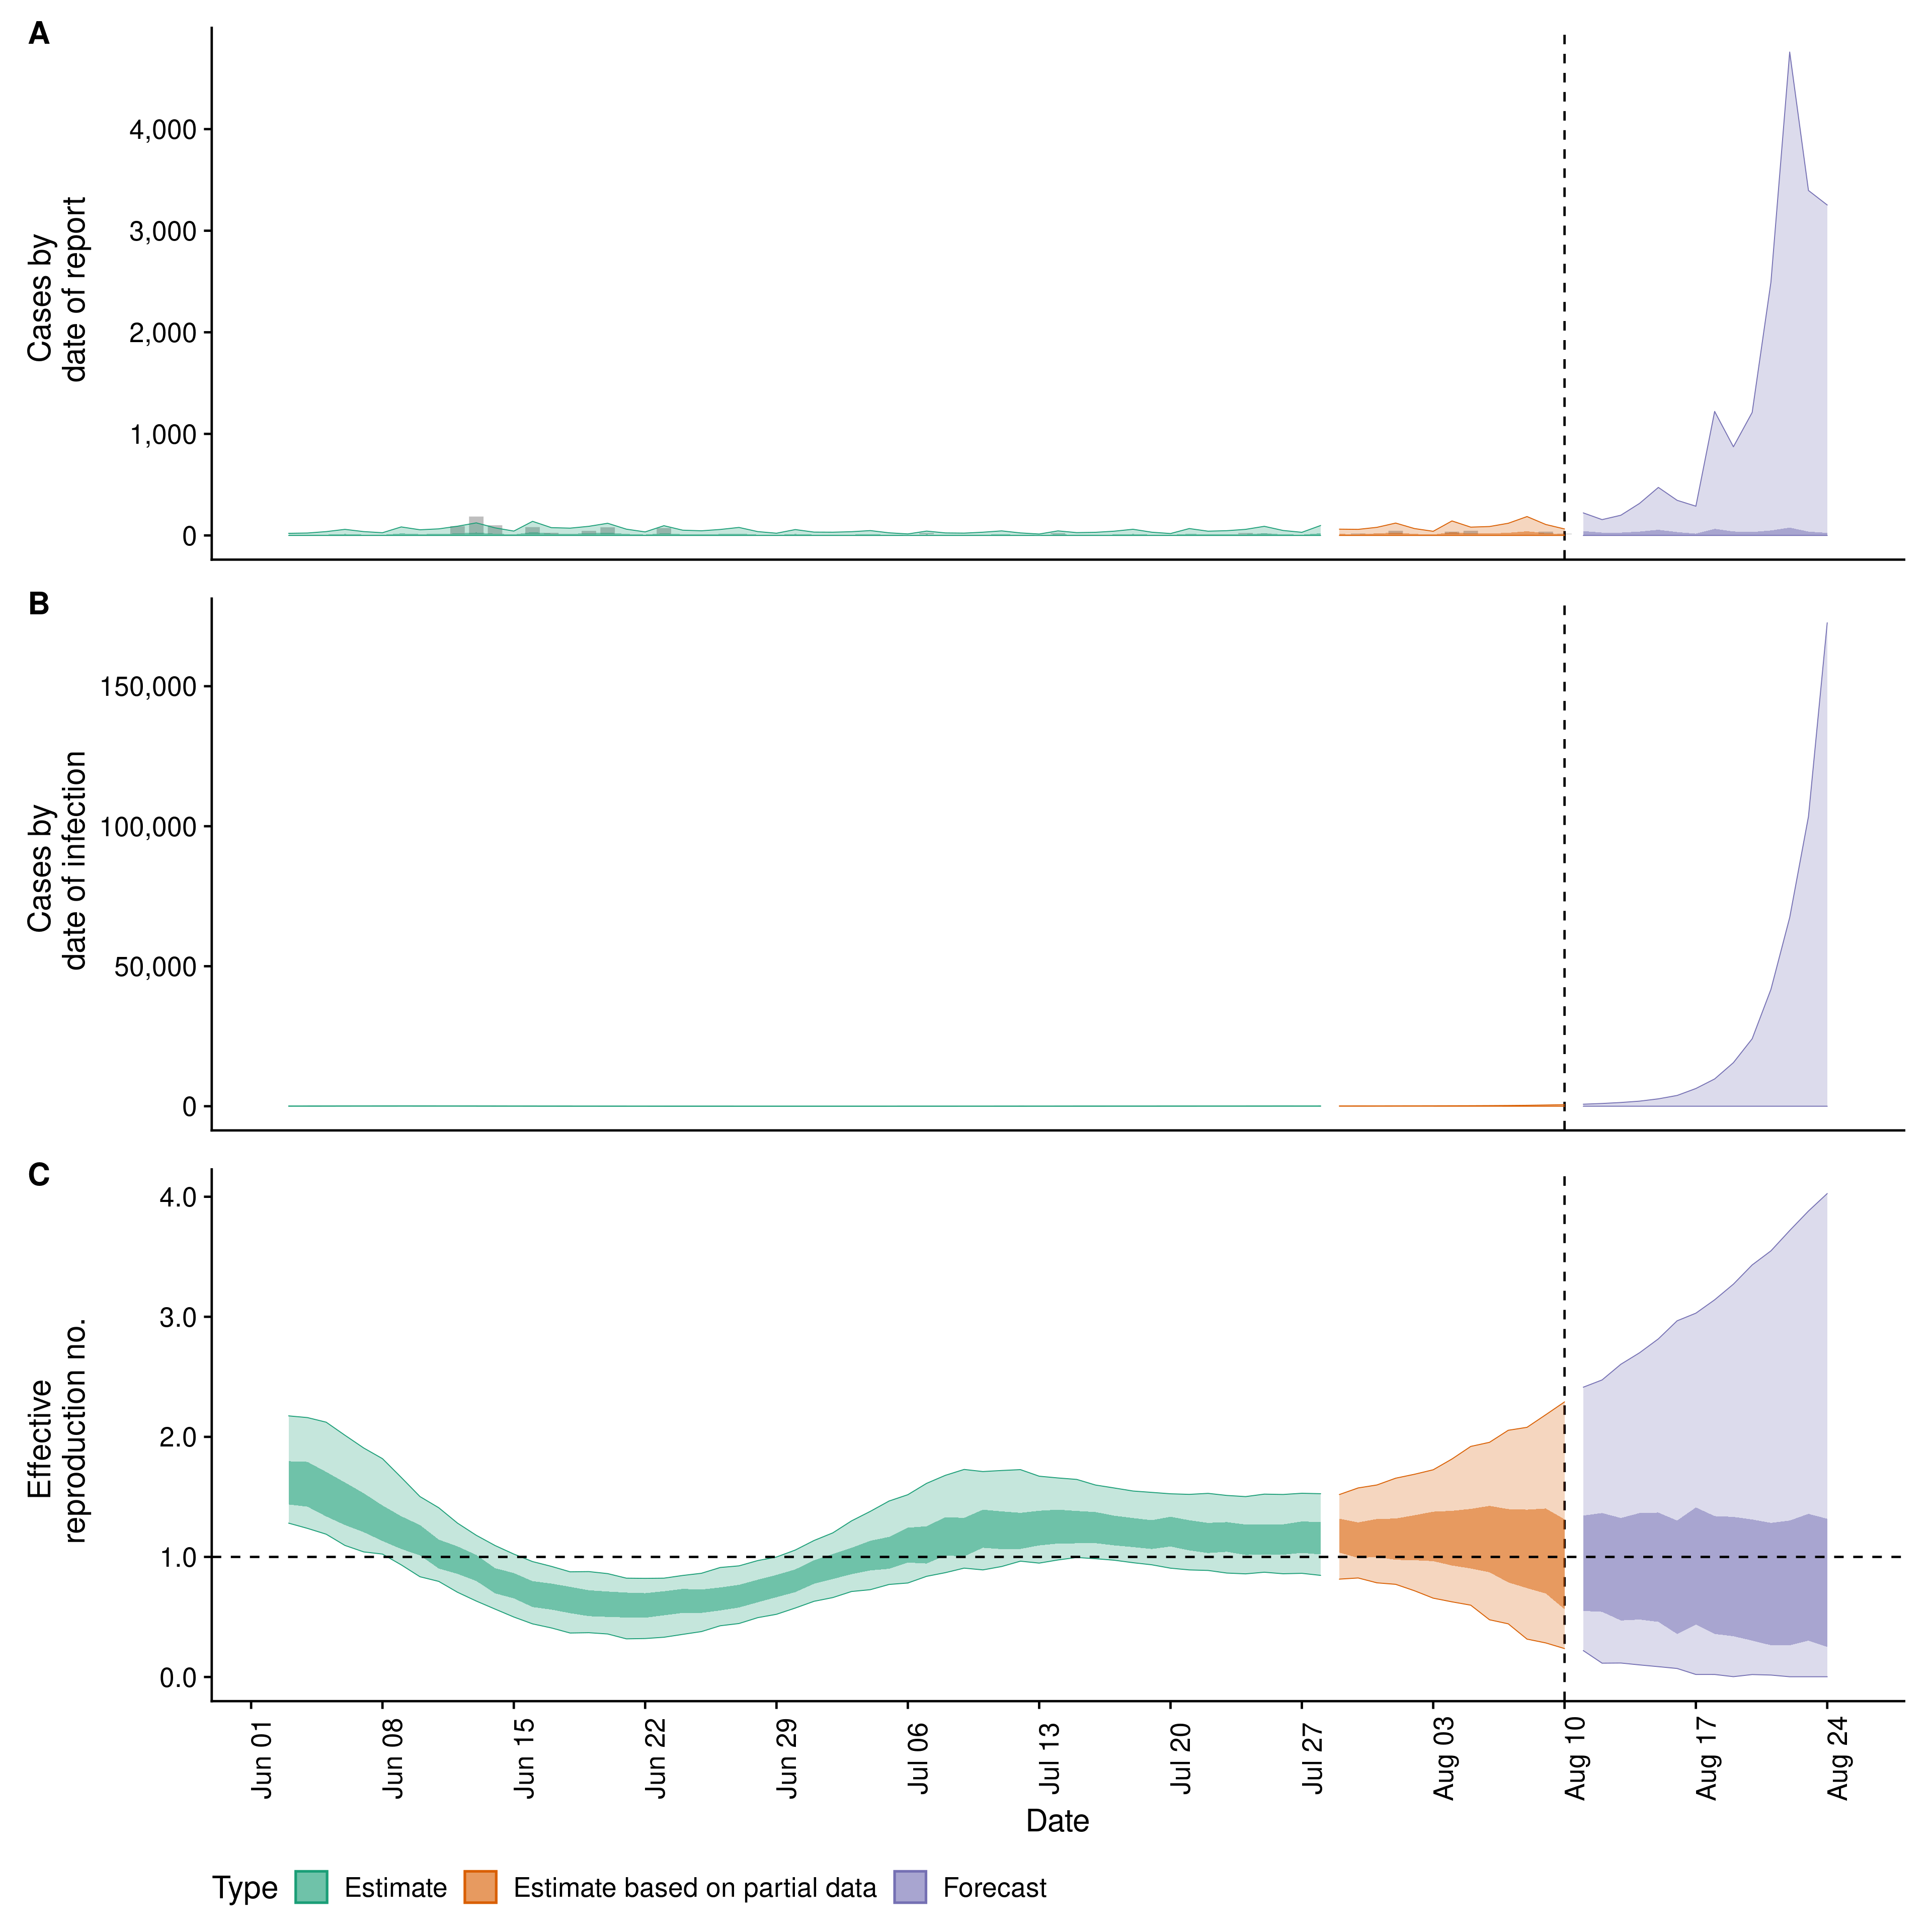 A
Cases by
date of report
4,000
3,000
2,000
1,000
0
B
Cases by
date of infection
150,000
100,000
50,000
0
C
Effective
reproduction no.
4.0
3.0
2.0
1.0
0.0
Jun 01
Jun 08
Jun 15
Jun 22
Jun 29
Jul 06
Jul 13
Jul 20
Jul 27
Aug 03
Aug 10
Aug 17
Aug 24
Date
Type Estimate Estimate based on partial data Forecast